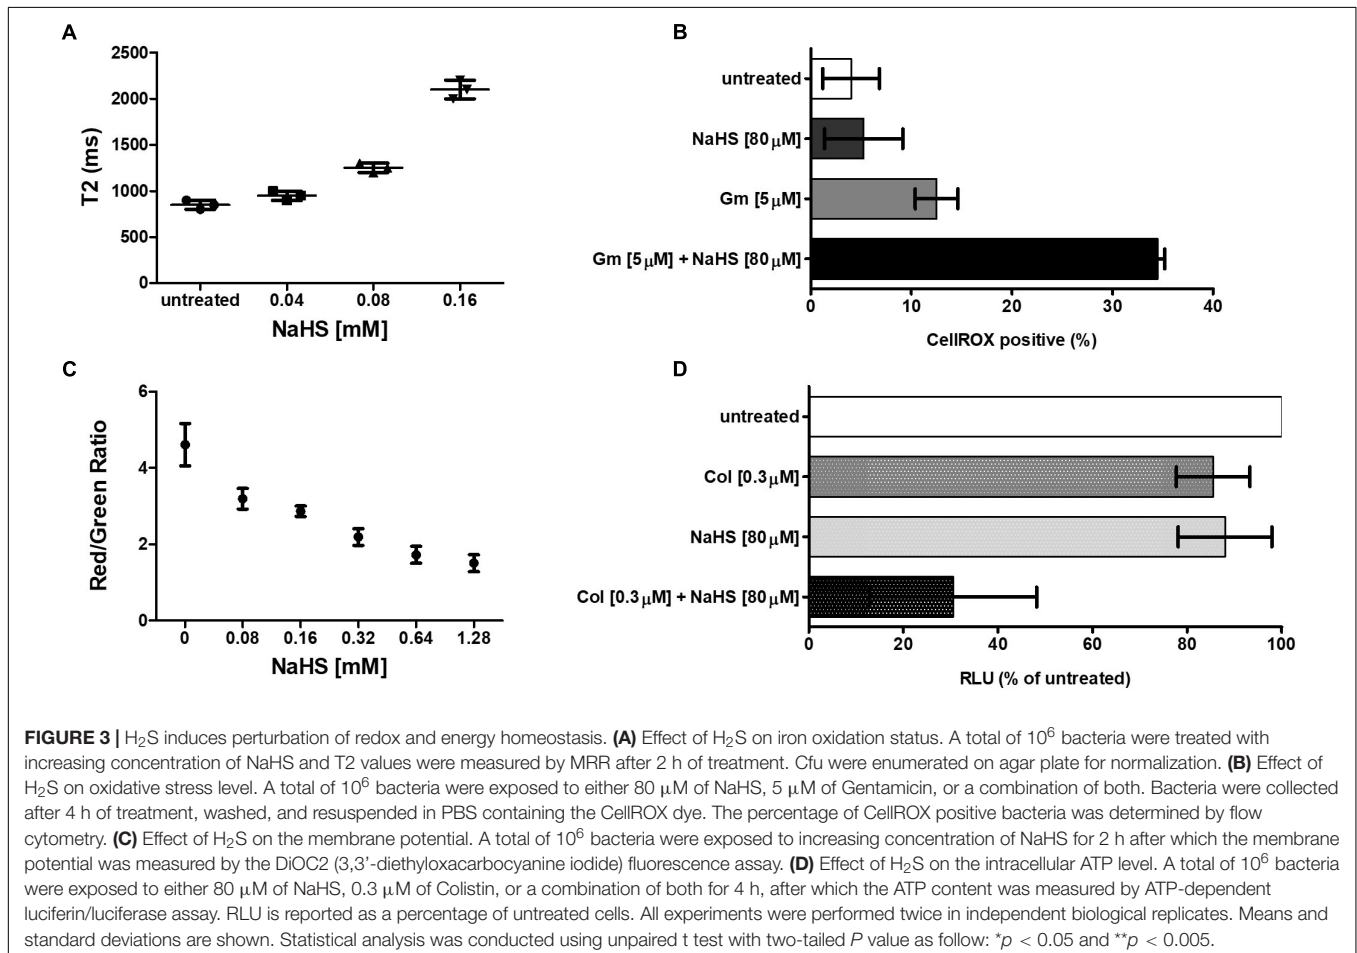 A
2500
2000
1500
1000
500
0
T2 (ms)
untreated 0.04 0.08 0.16
NaHS [mM]
B
untreated
NaHS [80 µM]
Gm [5 µM]
Gm [5 µM] + NaHS [80 µM]
0 10 20 30 40
CellROX positive (%)
C
6
4
2
0
Red/Green Ratio
0 0.08 0.16 0.32 0.64 1.28
NaHS [mM]
D
untreated
Col [0.3 µM]
NaHS [80 µM]
Col [0.3 µM] + NaHS [80 µM]
0 20 40 60 80 100
RLU (% of untreated)
FIGURE 3 | H₂S induces perturbation of redox and energy homeostasis. (A) Effect of H₂S on iron oxidation status. A total of 10⁶ bacteria were treated with
increasing concentration of NaHS and T2 values were measured by MRR after 2 h of treatment. Cfu were enumerated on agar plate for normalization. (B) Effect of
H₂S on oxidative stress level. A total of 10⁶ bacteria were exposed to either 80 µM of NaHS, 5 µM of Gentamicin, or a combination of both. Bacteria were collected
after 4 h of treatment, washed, and resuspended in PBS containing the CellROX dye. The percentage of CellROX positive bacteria was determined by flow
cytometry. (C) Effect of H₂S on the membrane potential. A total of 10⁶ bacteria were exposed to increasing concentration of NaHS for 2 h after which the membrane
potential was measured by the DiOC2 (3,3'-diethyloxacarbocyanine iodide) fluorescence assay. (D) Effect of H₂S on the intracellular ATP level. A total of 10⁶ bacteria
were exposed to either 80 µM of NaHS, 0.3 µM of Colistin, or a combination of both for 4 h, after which the ATP content was measured by ATP-dependent
luciferin/luciferase assay. RLU is reported as a percentage of untreated cells. All experiments were performed twice in independent biological replicates. Means and
standard deviations are shown. Statistical analysis was conducted using unpaired t test with two-tailed P value as follow: *p < 0.05 and **p < 0.005.